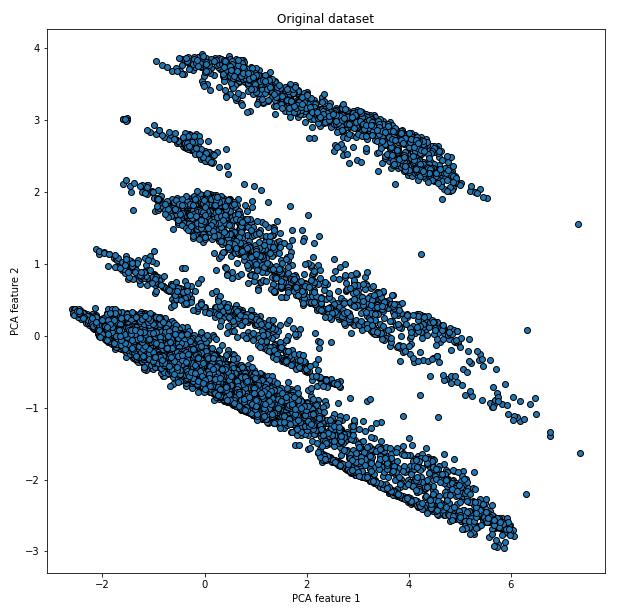 Original dataset
4
3
2
1
0
−1
−2
−3
PCA feature 2
−2 0 2 4 6
PCA feature 1